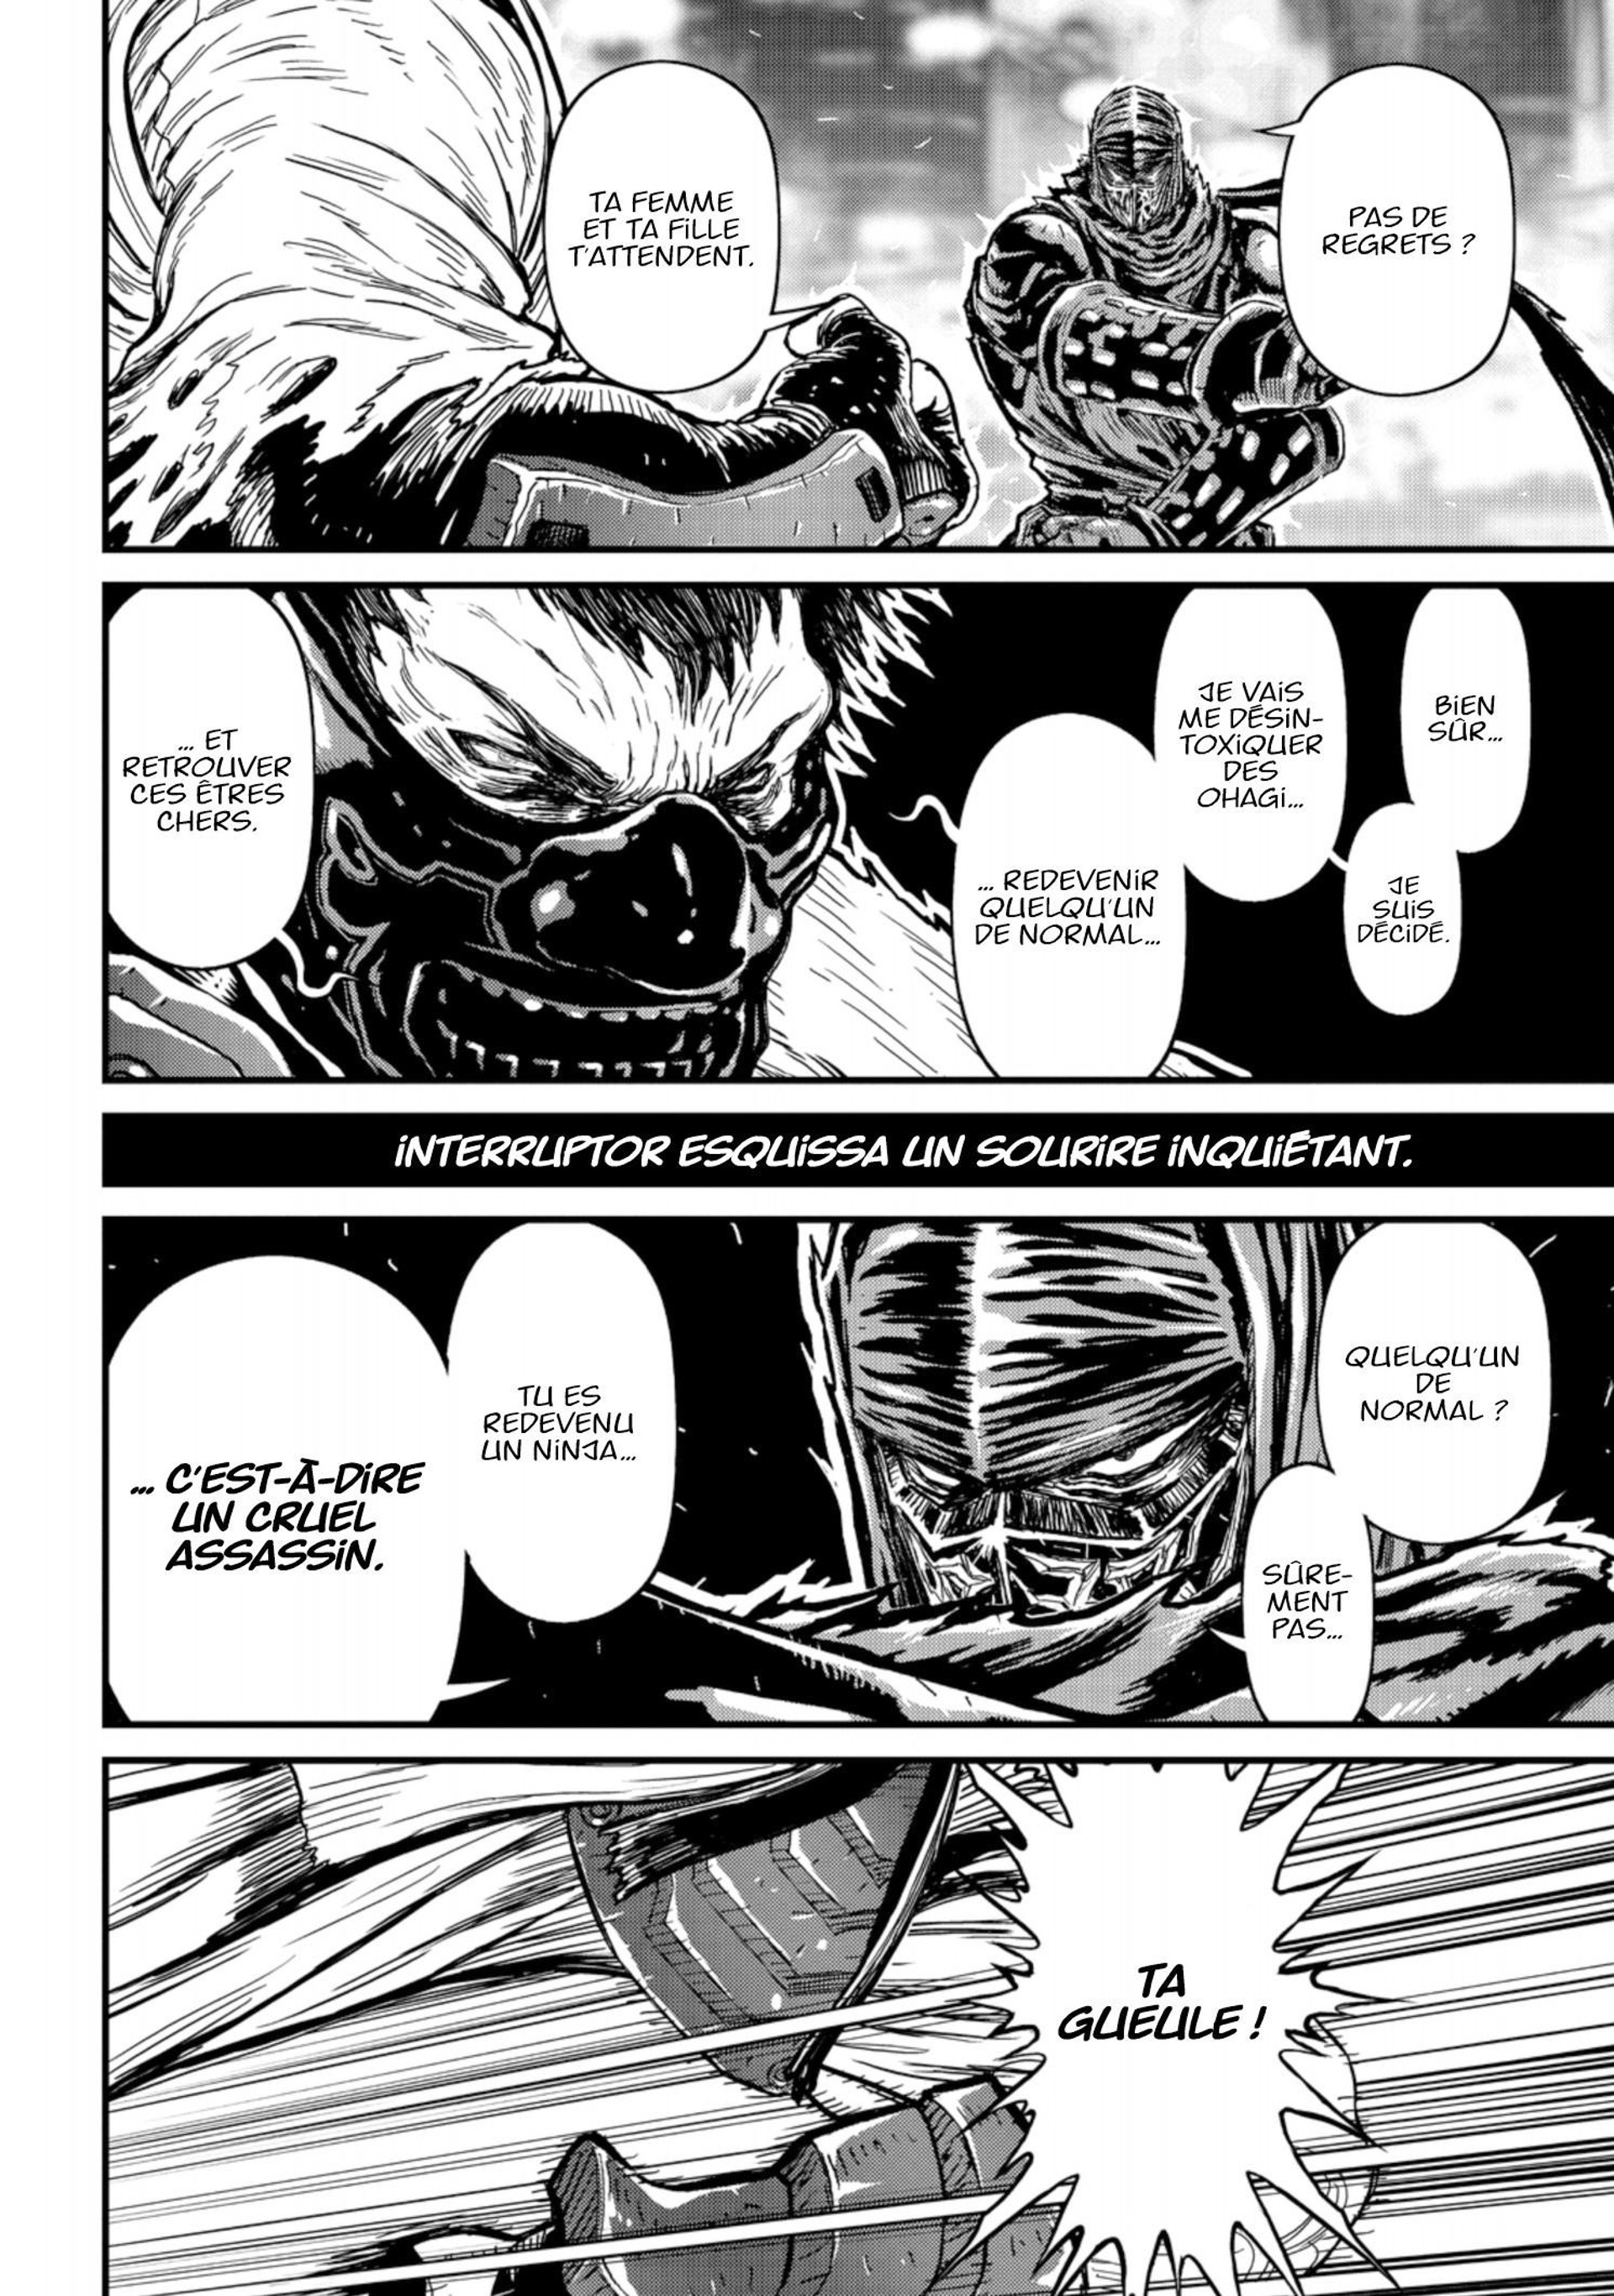 PAS DE
REGRETS ?
TA FEMME
ET TA FILLE
T'ATTENDENT.
BIEN
SÛR...
JE
SUIS
DÉCIDÉ.
JE VAIS
ME DÉSIN-
TOXIQUER
DES
OHAGI...
... REDEVENIR
QUELQU'UN
DE NORMAL...
... ET
RETROUVER
CES ÊTRES
CHERS.
INTERRUPTOR ESQUISSA UN SOURIRE INQUIÉTANT.
QUELQU'UN
DE
NORMAL ?
SÛRE-
MENT
PAS...
TU ES
REDEVENU
UN NINJA...
... C'EST-À-DIRE
UN CRUEL
ASSASSIN.
TA
GUEULE !